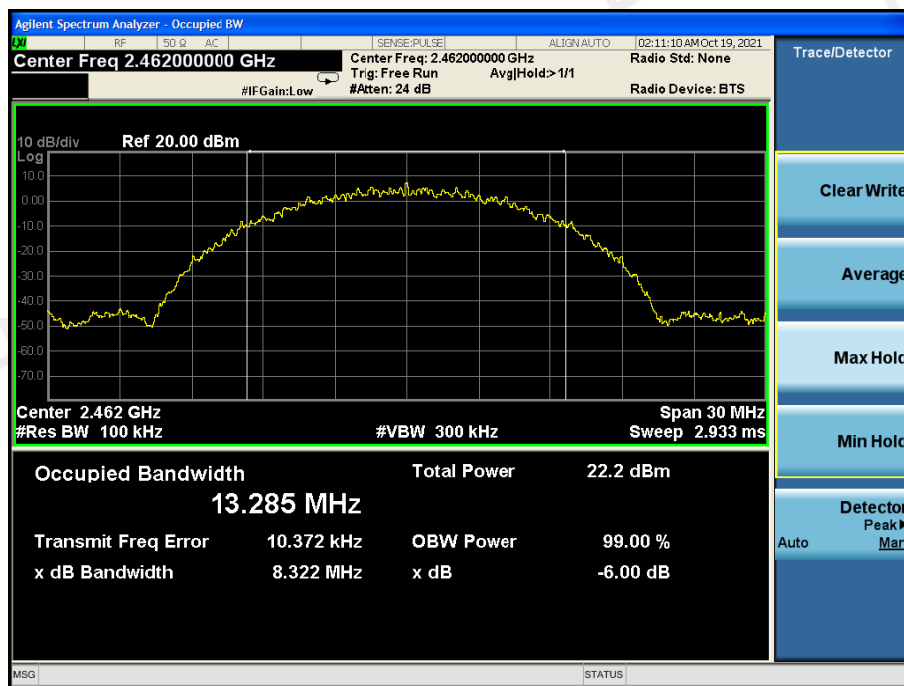 Agilent Spectrum Analyzer - Occupied BW
LXI RF 50 Ω AC SENSE:PULSE ALIGN AUTO 02:11:10 AM Oct 19, 2021
Center Freq 2.462000000 GHz
Center Freq: 2.462000000 GHz
Radio Std: None
Trig: Free Run Avg|Hold:>1/1
#IFGain:Low
#Atten: 24 dB
Radio Device: BTS
Trace/Detector
10 dB/div Ref 20.00 dBm
Log
10.0
0.00
-10.0
-20.0
-30.0
-40.0
-50.0
-60.0
-70.0
Center 2.462 GHz Span 30 MHz
#Res BW 100 kHz #VBW 300 kHz Sweep 2.933 ms
Occupied Bandwidth Total Power 22.2 dBm
13.285 MHz
Transmit Freq Error 10.372 kHz OBW Power 99.00 %
x dB Bandwidth 8.322 MHz x dB -6.00 dB
Clear Write
Average
Max Hold
Min Hold
Detector
Peak
Auto Man
MSG STATUS